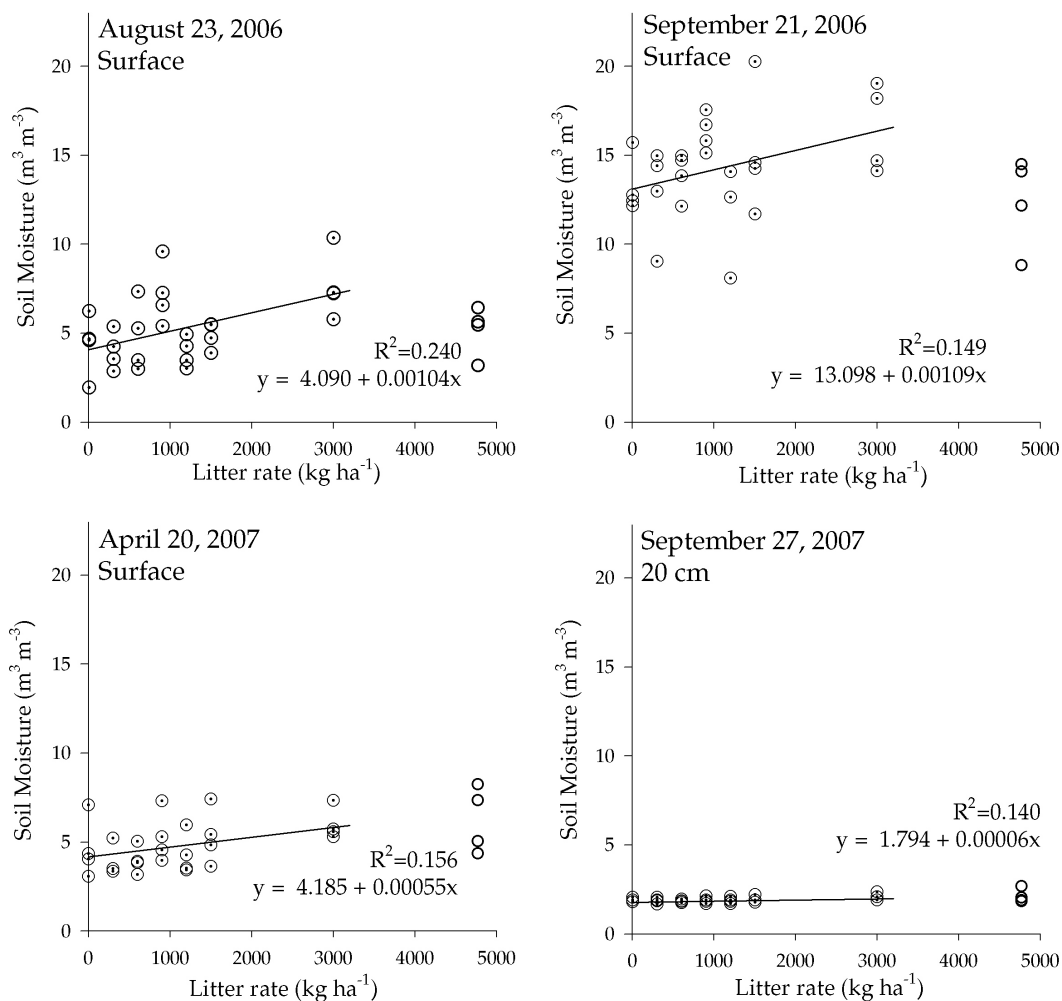 August 23, 2006
Surface
20
15
10
5
0
Soil Moisture (m³ m⁻³)
R²=0.240
y = 4.090 + 0.00104x
0 1000 2000 3000 4000 5000
Litter rate (kg ha⁻¹)
September 21, 2006
Surface
20
15
10
5
0
Soil Moisture (m³ m⁻³)
R²=0.149
y = 13.098 + 0.00109x
0 1000 2000 3000 4000 5000
Litter rate (kg ha⁻¹)
April 20, 2007
Surface
20
15
10
5
0
Soil Moisture (m³ m⁻³)
R²=0.156
y = 4.185 + 0.00055x
0 1000 2000 3000 4000 5000
Litter rate (kg ha⁻¹)
September 27, 2007
20 cm
20
15
10
5
0
Soil Moisture (m³ m⁻³)
R²=0.140
y = 1.794 + 0.00006x
0 1000 2000 3000 4000 5000
Litter rate (kg ha⁻¹)